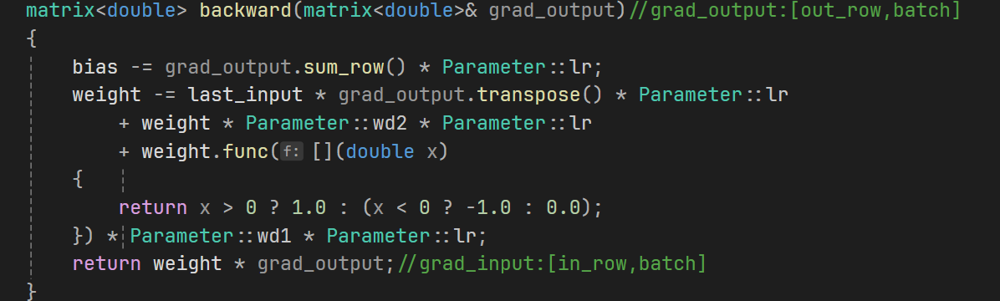 matrix<double> backward(matrix<double>& grad_output)//grad_output:[out_row,batch]
{
bias -= grad_output.sum_row() * Parameter::lr;
weight -= last_input * grad_output.transpose() * Parameter::lr
+ weight * Parameter::wd2 * Parameter::lr
+ weight.func(f: [](double x)
{
return x > 0 ? 1.0 : (x < 0 ? -1.0 : 0.0);
}) * Parameter::wd1 * Parameter::lr;
return weight * grad_output;//grad_input:[in_row,batch]
}